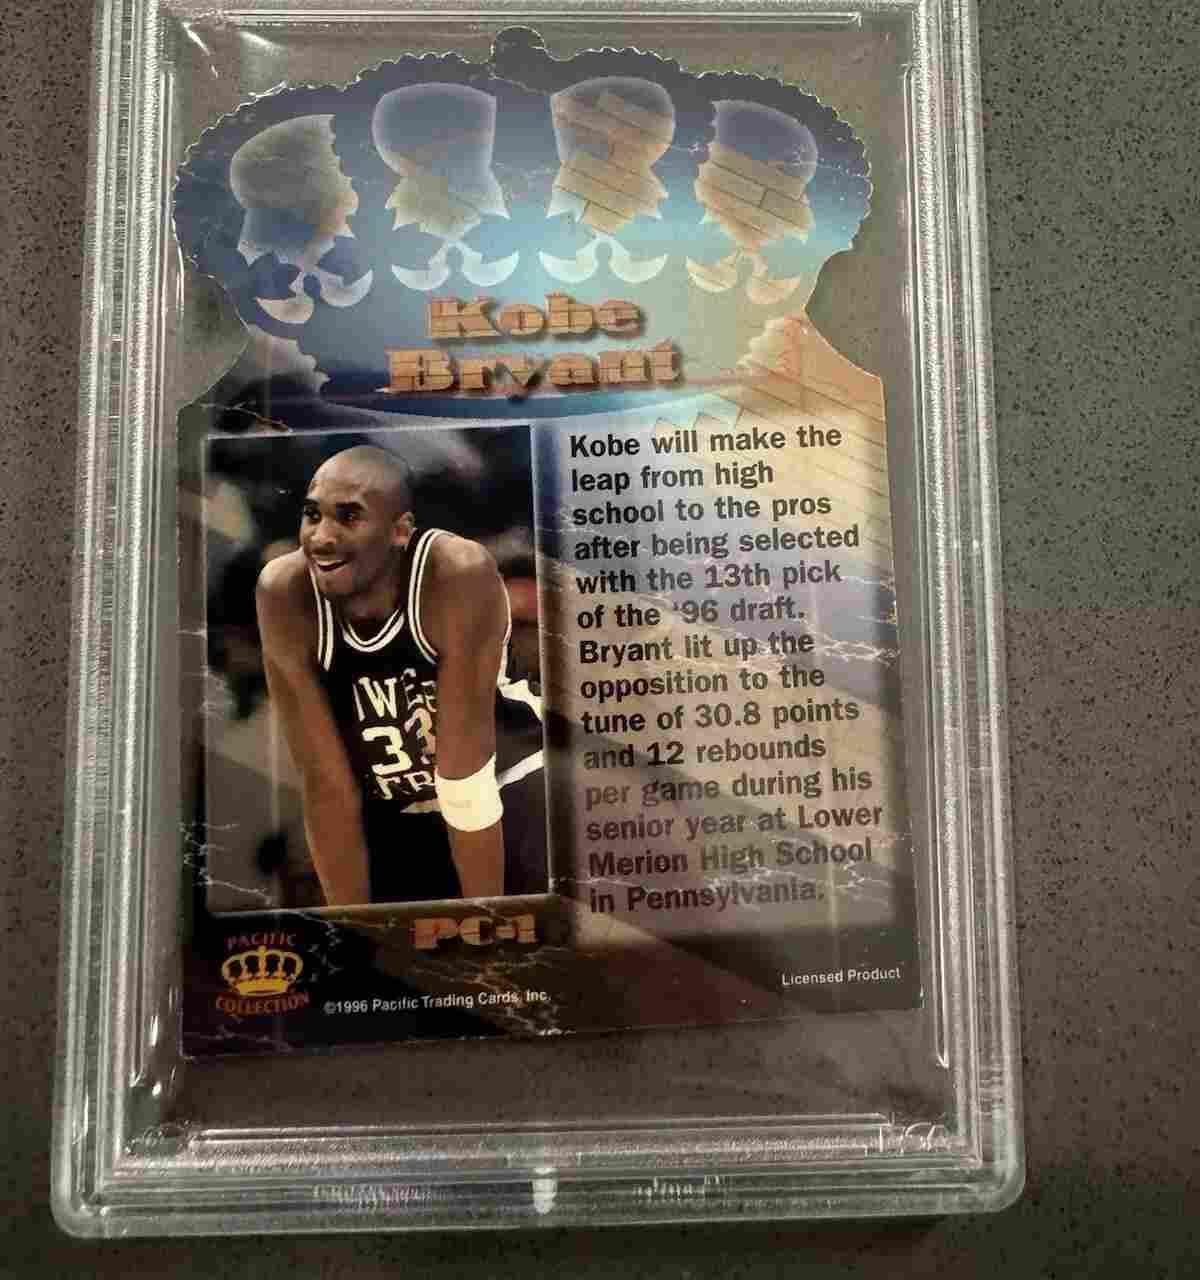 Kobe
Bryant
Kobe will make the
leap from high
school to the pros
after being selected
with the 13th pick
of the '96 draft.
Bryant lit up the
opposition to the
tune of 30.8 points
and 12 rebounds
per game during his
senior year at Lower
Merion High School
in Pennsylvania.
PC-1
PACIFIC
COLLECTION
©1996 Pacific Trading Cards, Inc.
Licensed Product